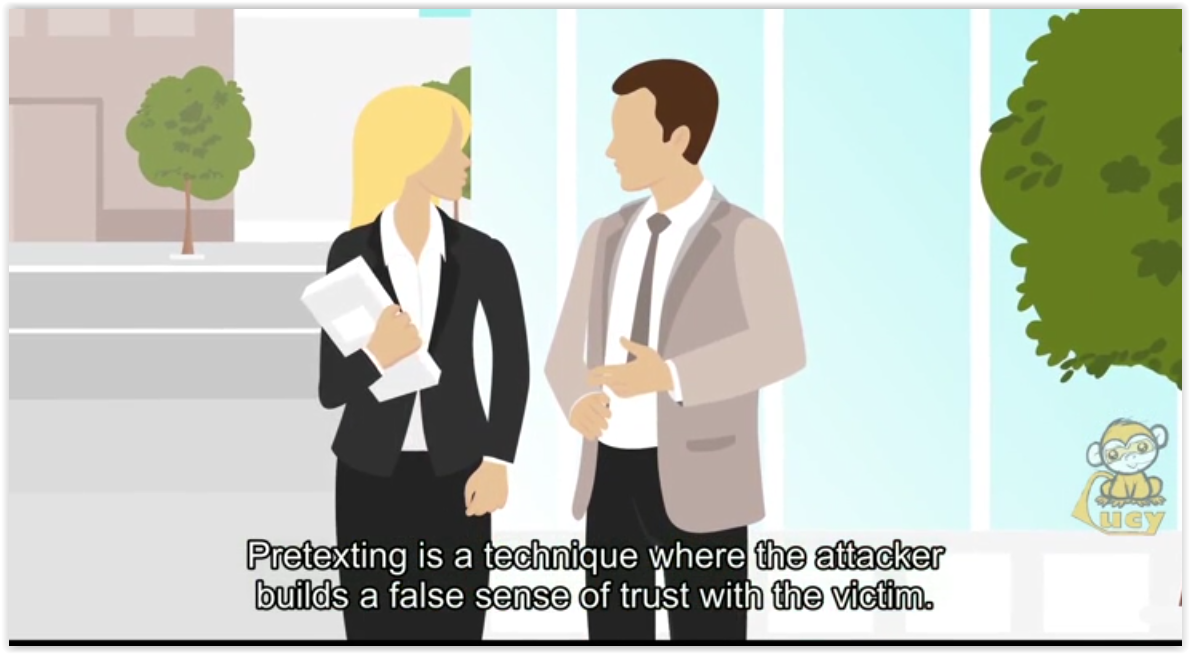 Pretexting is a technique where the attacker
builds a false sense of trust with the victim.
Lucy